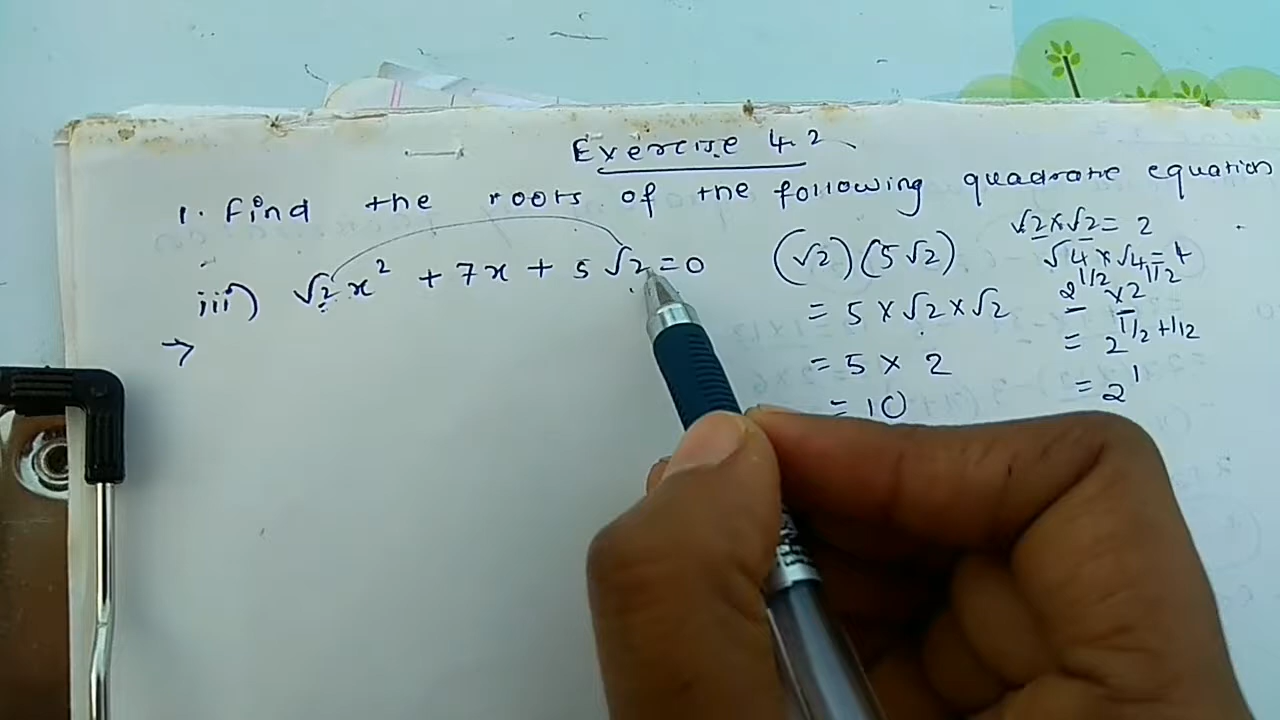 Exercise 4.2
1. Find the roots of the following quadratic equation
iii) √2x² + 7x + 5√2 = 0
→
(√2)(5√2)
= 5 × √2 × √2
= 5 × 2
= 10
√2 × √2 = 2
√4 × √4 = 4
2^1/2 × 2^1/2
= 2^1/2 + 1/2
= 2^1